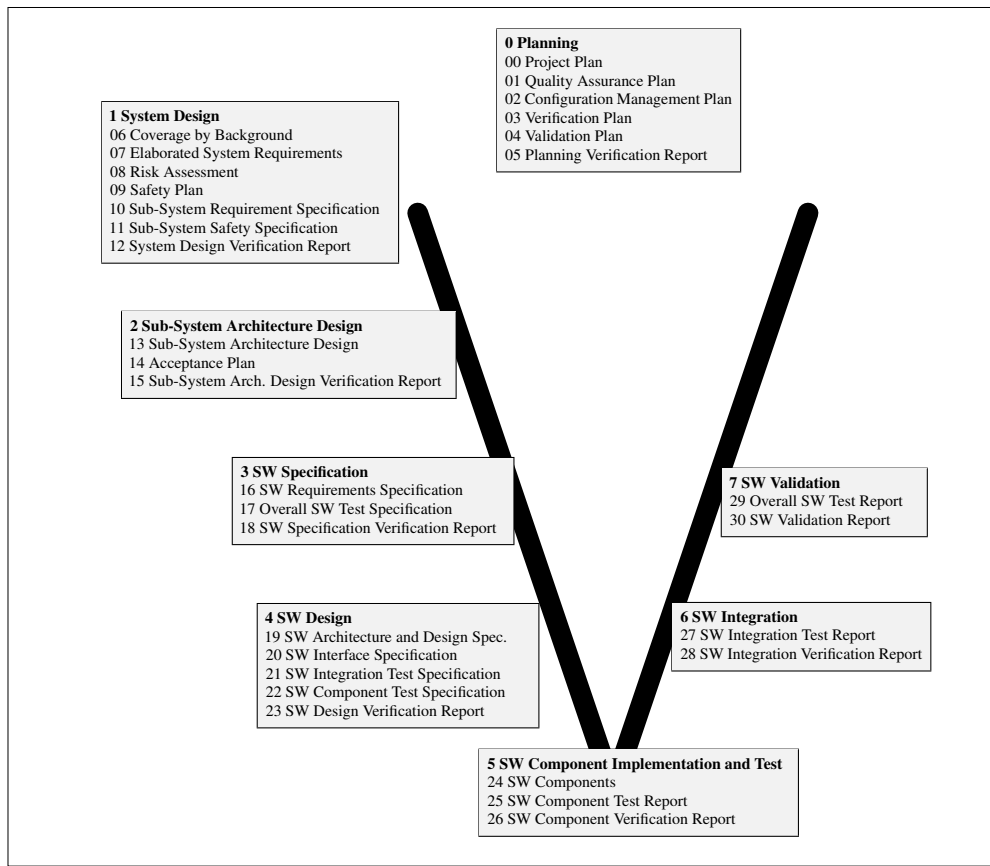 0 Planning
00 Project Plan
01 Quality Assurance Plan
02 Configuration Management Plan
03 Verification Plan
04 Validation Plan
05 Planning Verification Report
1 System Design
06 Coverage by Background
07 Elaborated System Requirements
08 Risk Assessment
09 Safety Plan
10 Sub-System Requirement Specification
11 Sub-System Safety Specification
12 System Design Verification Report
2 Sub-System Architecture Design
13 Sub-System Architecture Design
14 Acceptance Plan
15 Sub-System Arch. Design Verification Report
3 SW Specification
16 SW Requirements Specification
17 Overall SW Test Specification
18 SW Specification Verification Report
4 SW Design
19 SW Architecture and Design Spec.
20 SW Interface Specification
21 SW Integration Test Specification
22 SW Component Test Specification
23 SW Design Verification Report
5 SW Component Implementation and Test
24 SW Components
25 SW Component Test Report
26 SW Component Verification Report
6 SW Integration
27 SW Integration Test Report
28 SW Integration Verification Report
7 SW Validation
29 Overall SW Test Report
30 SW Validation Report